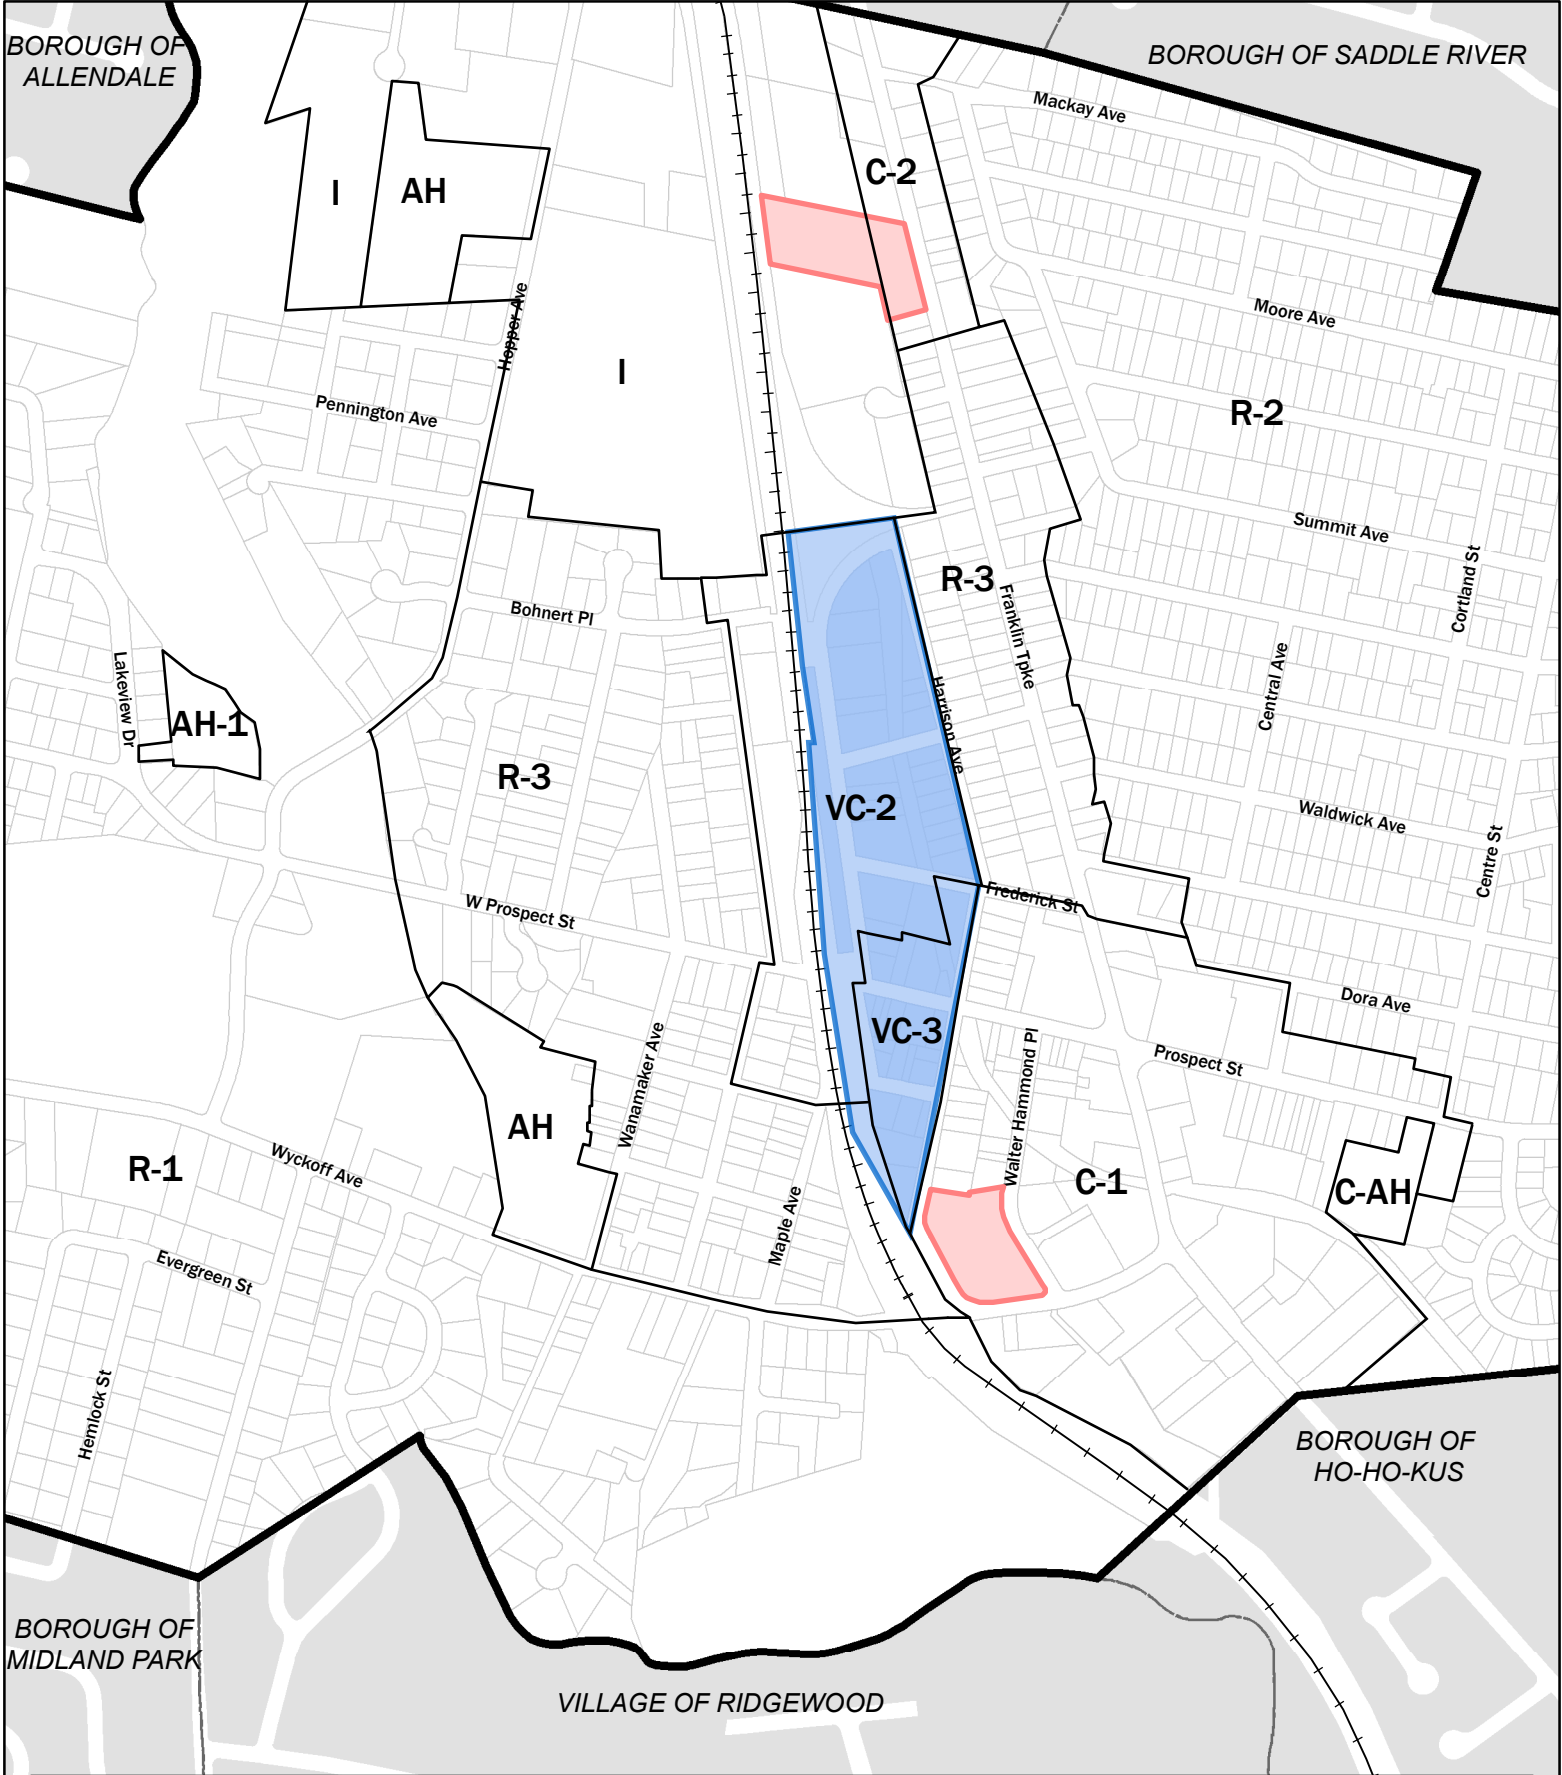 BOROUGH OF
ALLENDALE
BOROUGH OF SADDLE RIVER
Mackay Ave
C-2
I
AH
Hopper Ave
Moore Ave
I
Pennington Ave
R-2
Summit Ave
Cortland St
R-3
Franklin Tpke
Bohnert Pl
Lakeview Dr
AH-1
Central Ave
Harrison Ave
R-3
VC-2
Waldwick Ave
Centre St
Frederick St
W Prospect St
Dora Ave
VC-3
Wanamaker Ave
Walter Hammond Pl
Prospect St
AH
R-1
Wyckoff Ave
C-1
C-AH
Maple Ave
Evergreen St
Hemlock St
BOROUGH OF
HO-HO-KUS
BOROUGH OF
MIDLAND PARK
VILLAGE OF RIDGEWOOD